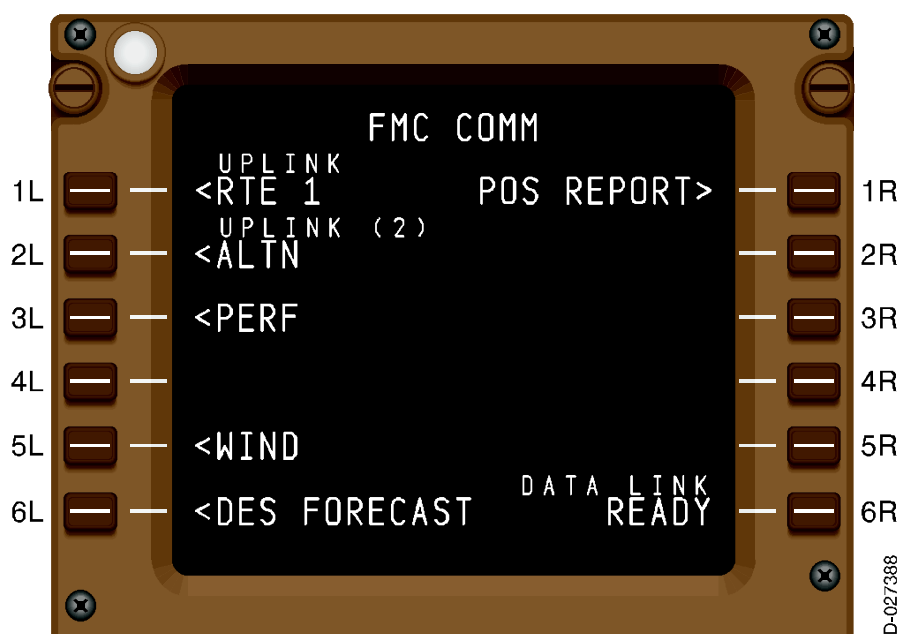 FMC COMM
UPLINK
1L <RTE 1 POS REPORT> 1R
UPLINK (2)
2L <ALTN 2R
3L <PERF 3R
4L 4R
5L <WIND 5R
DATA LINK
6L <DES FORECAST READY 6R
D-027388